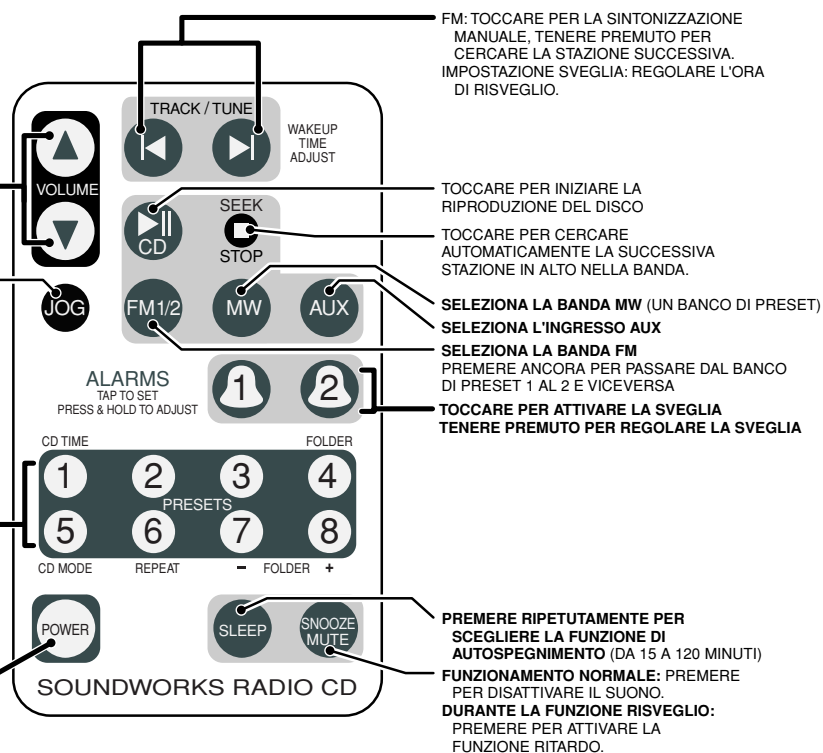 FM: TOCCARE PER LA SINTONIZZAZIONE
MANUALE, TENERE PREMUTO PER
CERCARE LA STAZIONE SUCCESSIVA.
IMPOSTAZIONE SVEGLIA: REGOLARE L'ORA
DI RISVEGLIO.
TRACK / TUNE
WAKEUP
TIME
ADJUST
VOLUME
TOCCARE PER INIZIARE LA
RIPRODUZIONE DEL DISCO
SEEK
CD
STOP
TOCCARE PER CERCARE
AUTOMATICAMENTE LA SUCCESSIVA
STAZIONE IN ALTO NELLA BANDA.
JOG
FM1/2
MW
AUX
SELEZIONA LA BANDA MW (UN BANCO DI PRESET)
SELEZIONA L'INGRESSO AUX
SELEZIONA LA BANDA FM
PREMERE ANCORA PER PASSARE DAL BANCO
DI PRESET 1 AL 2 E VICEVERSA
ALARMS
TAP TO SET
PRESS & HOLD TO ADJUST
1
2
TOCCARE PER ATTIVARE LA SVEGLIA
TENERE PREMUTO PER REGOLARE LA SVEGLIA
CD TIME
FOLDER
1 2 3 4
PRESETS
5 6 7 8
CD MODE REPEAT – FOLDER +
POWER
SLEEP
SNOOZE
MUTE
PREMERE RIPETUTAMENTE PER
SCEGLIERE LA FUNZIONE DI
AUTOSPEGNIMENTO (DA 15 A 120 MINUTI)
FUNZIONAMENTO NORMALE: PREMERE
PER DISATTIVARE IL SUONO.
DURANTE LA FUNZIONE RISVEGLIO:
PREMERE PER ATTIVARE LA
FUNZIONE RITARDO.
SOUNDWORKS RADIO CD